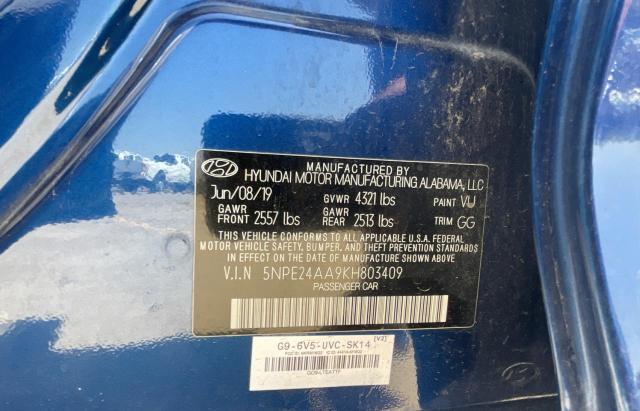 MANUFACTURED BY
HYUNDAI MOTOR MANUFACTURING ALABAMA, LLC
Jun/08/19 GVWR 4321 lbs PAINT VU
GAWR FRONT 2557 lbs GAWR REAR 2513 lbs TRIM GG
THIS VEHICLE CONFORMS TO ALL APPLICABLE U.S.A. FEDERAL
MOTOR VEHICLE SAFETY, BUMPER, AND THEFT PREVENTION STANDARDS
IN EFFECT ON THE DATE OF MANUFACTURE SHOWN ABOVE.
V.I.N 5NPE24AA9KH803409
PASSENGER CAR
G9-6V5-UVC-SK14 [V2]